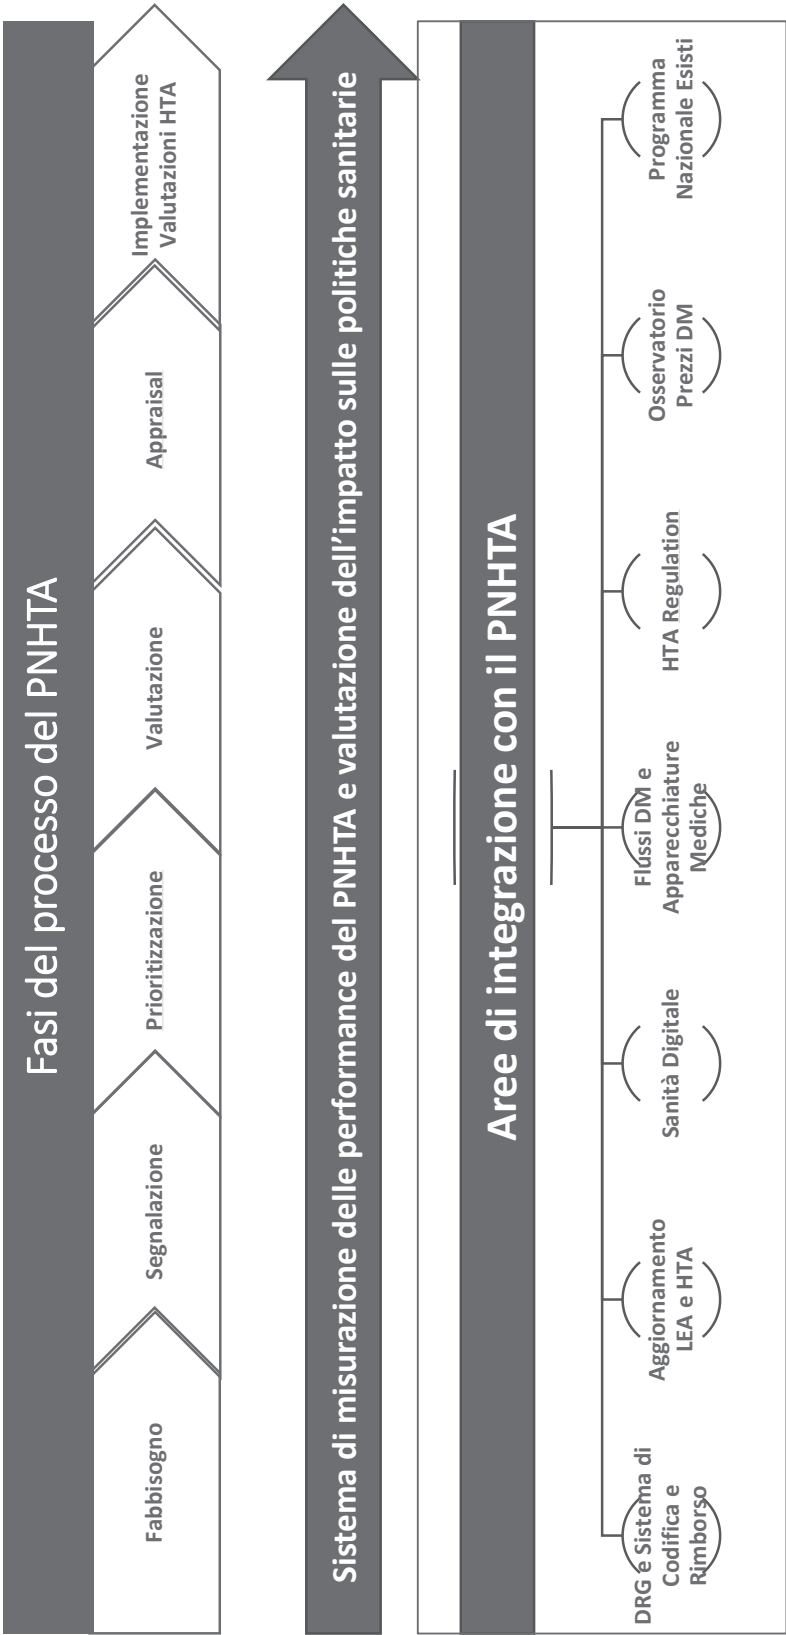 Fasi del processo del PNHTA
Fabbisogno
Segnalazione
Prioritizzazione
Valutazione
Appraisal
Implementazione
Valutazioni HTA
Sistema di misurazione delle performance del PNHTA e valutazione dell'impatto sulle politiche sanitarie
Aree di integrazione con il PNHTA
DRG e Sistema di
Codifica e
Rimborso
Aggiornamento
LEA e HTA
Sanità Digitale
Flussi DM e
Apparecchiature
Mediche
HTA Regulation
Osservatorio
Prezzi DM
Programma
Nazionale Esisti